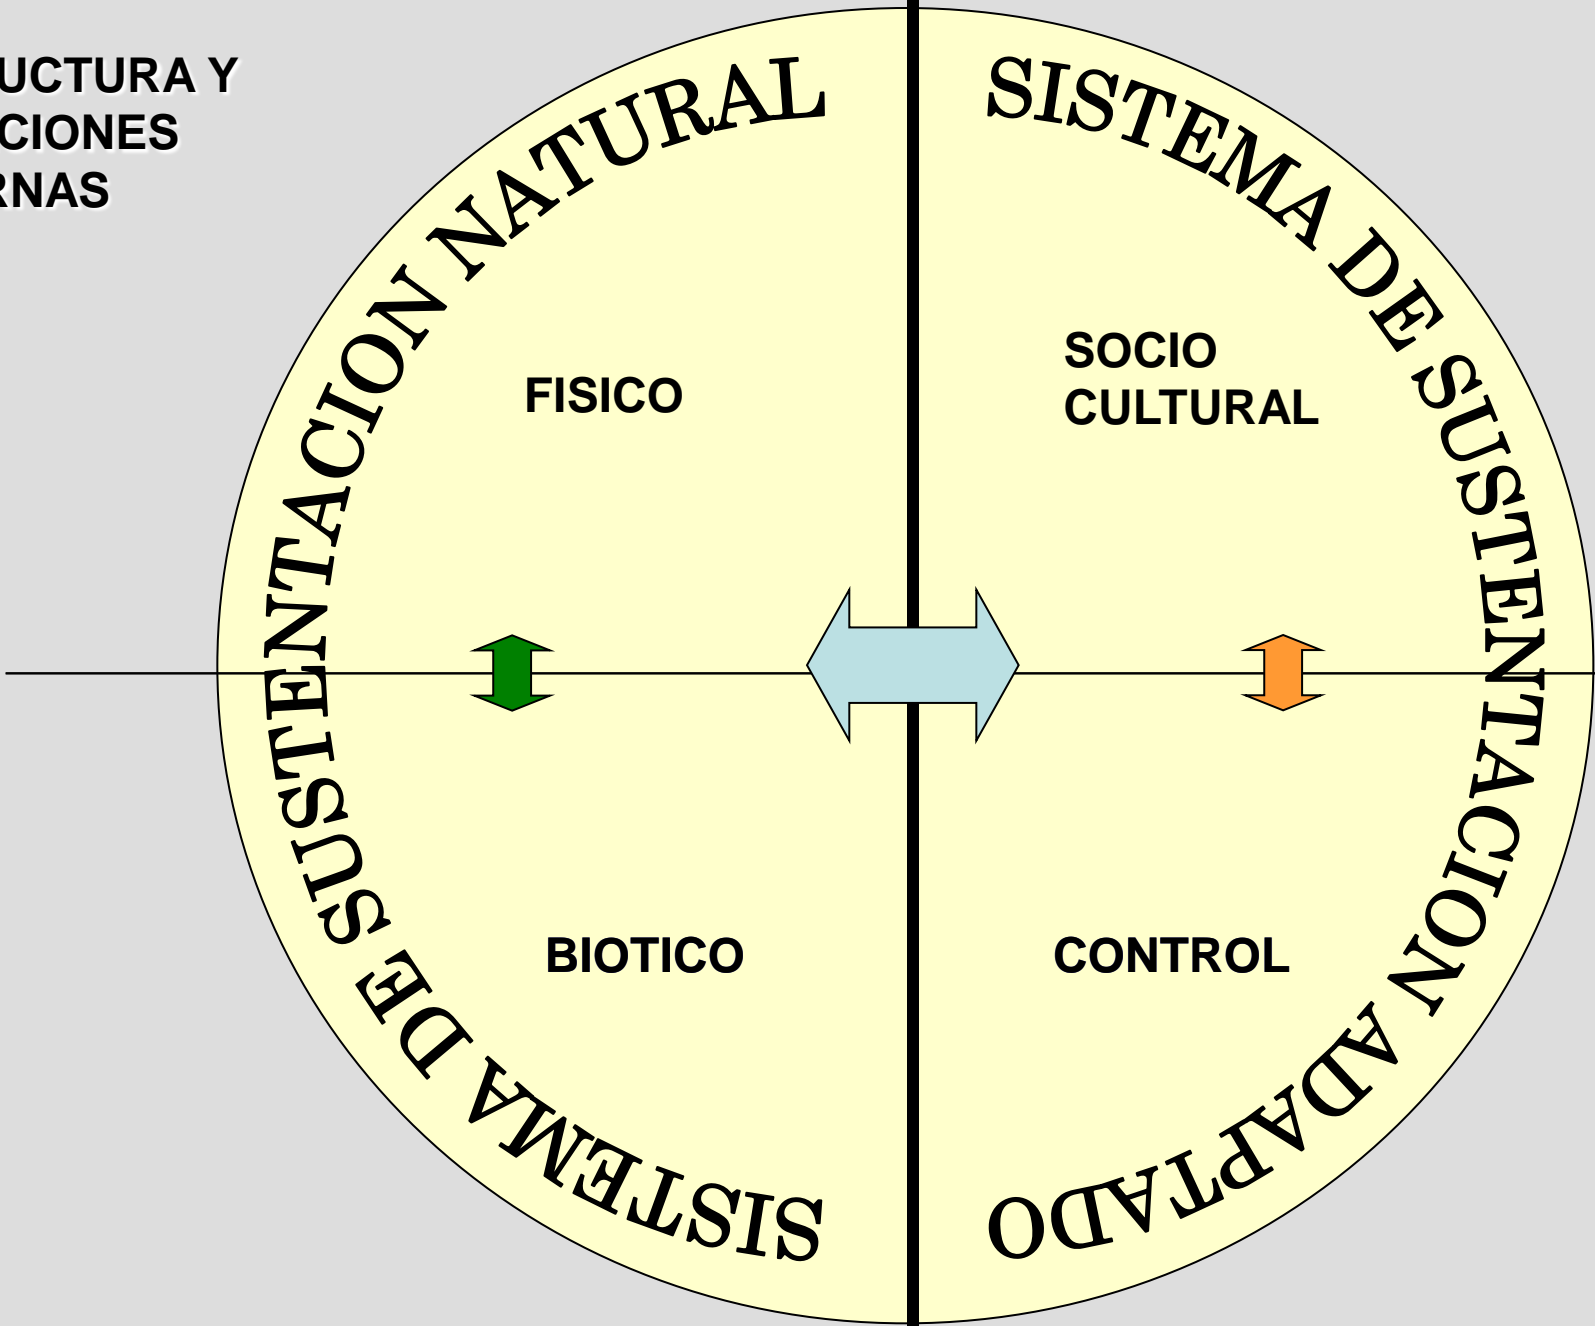 UCTURA Y
CIONES
RNAS
SISTEMA DE SUSTENTACION NATURAL
SISTEMA DE SUSTENTACION ADAPTADO
FISICO
SOCIO
CULTURAL
BIOTICO
CONTROL